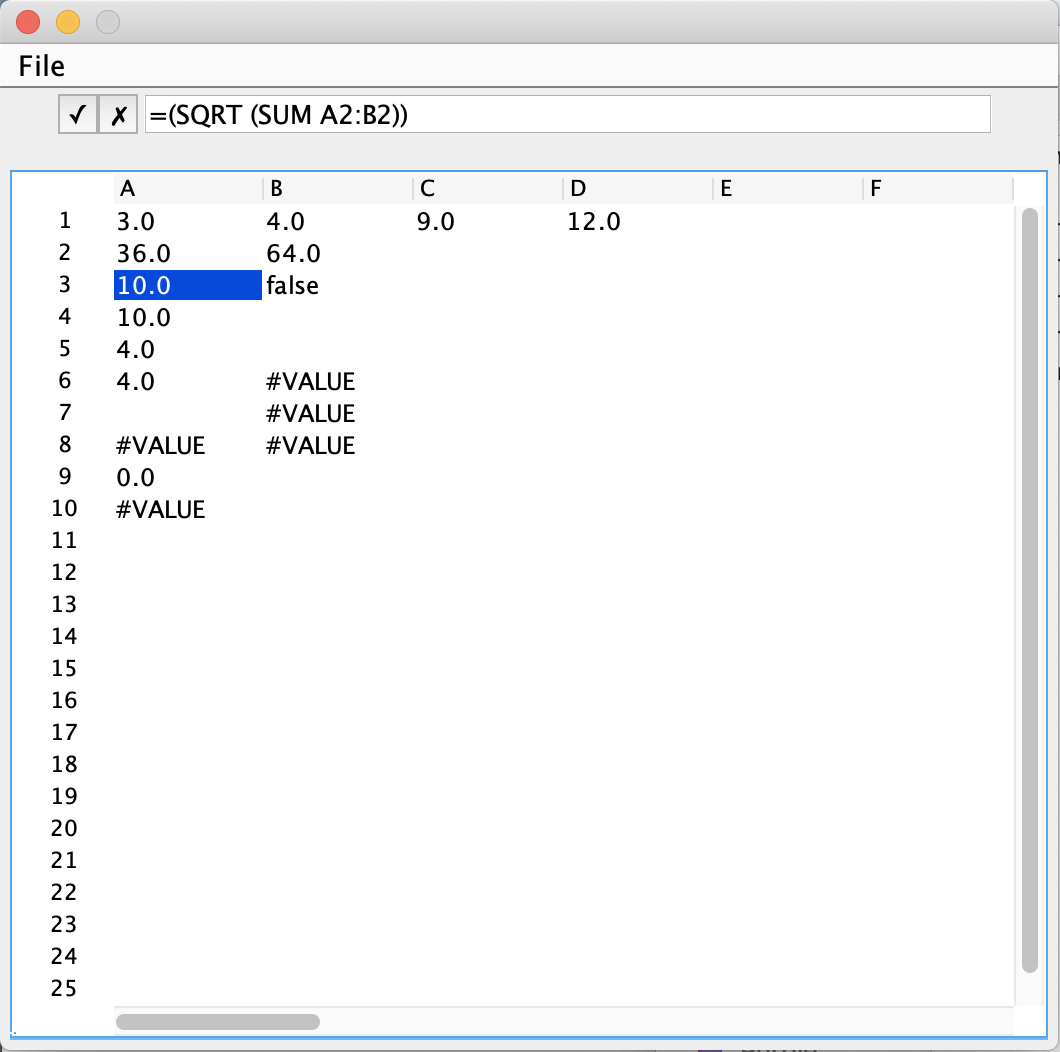 File
✓ ✗ =(SQRT (SUM A2:B2))
A B C D E F
1 3.0 4.0 9.0 12.0
2 36.0 64.0
3 10.0 false
4 10.0
5 4.0
6 4.0 #VALUE
7 #VALUE
8 #VALUE #VALUE
9 0.0
10 #VALUE
11
12
13
14
15
16
17
18
19
20
21
22
23
24
25